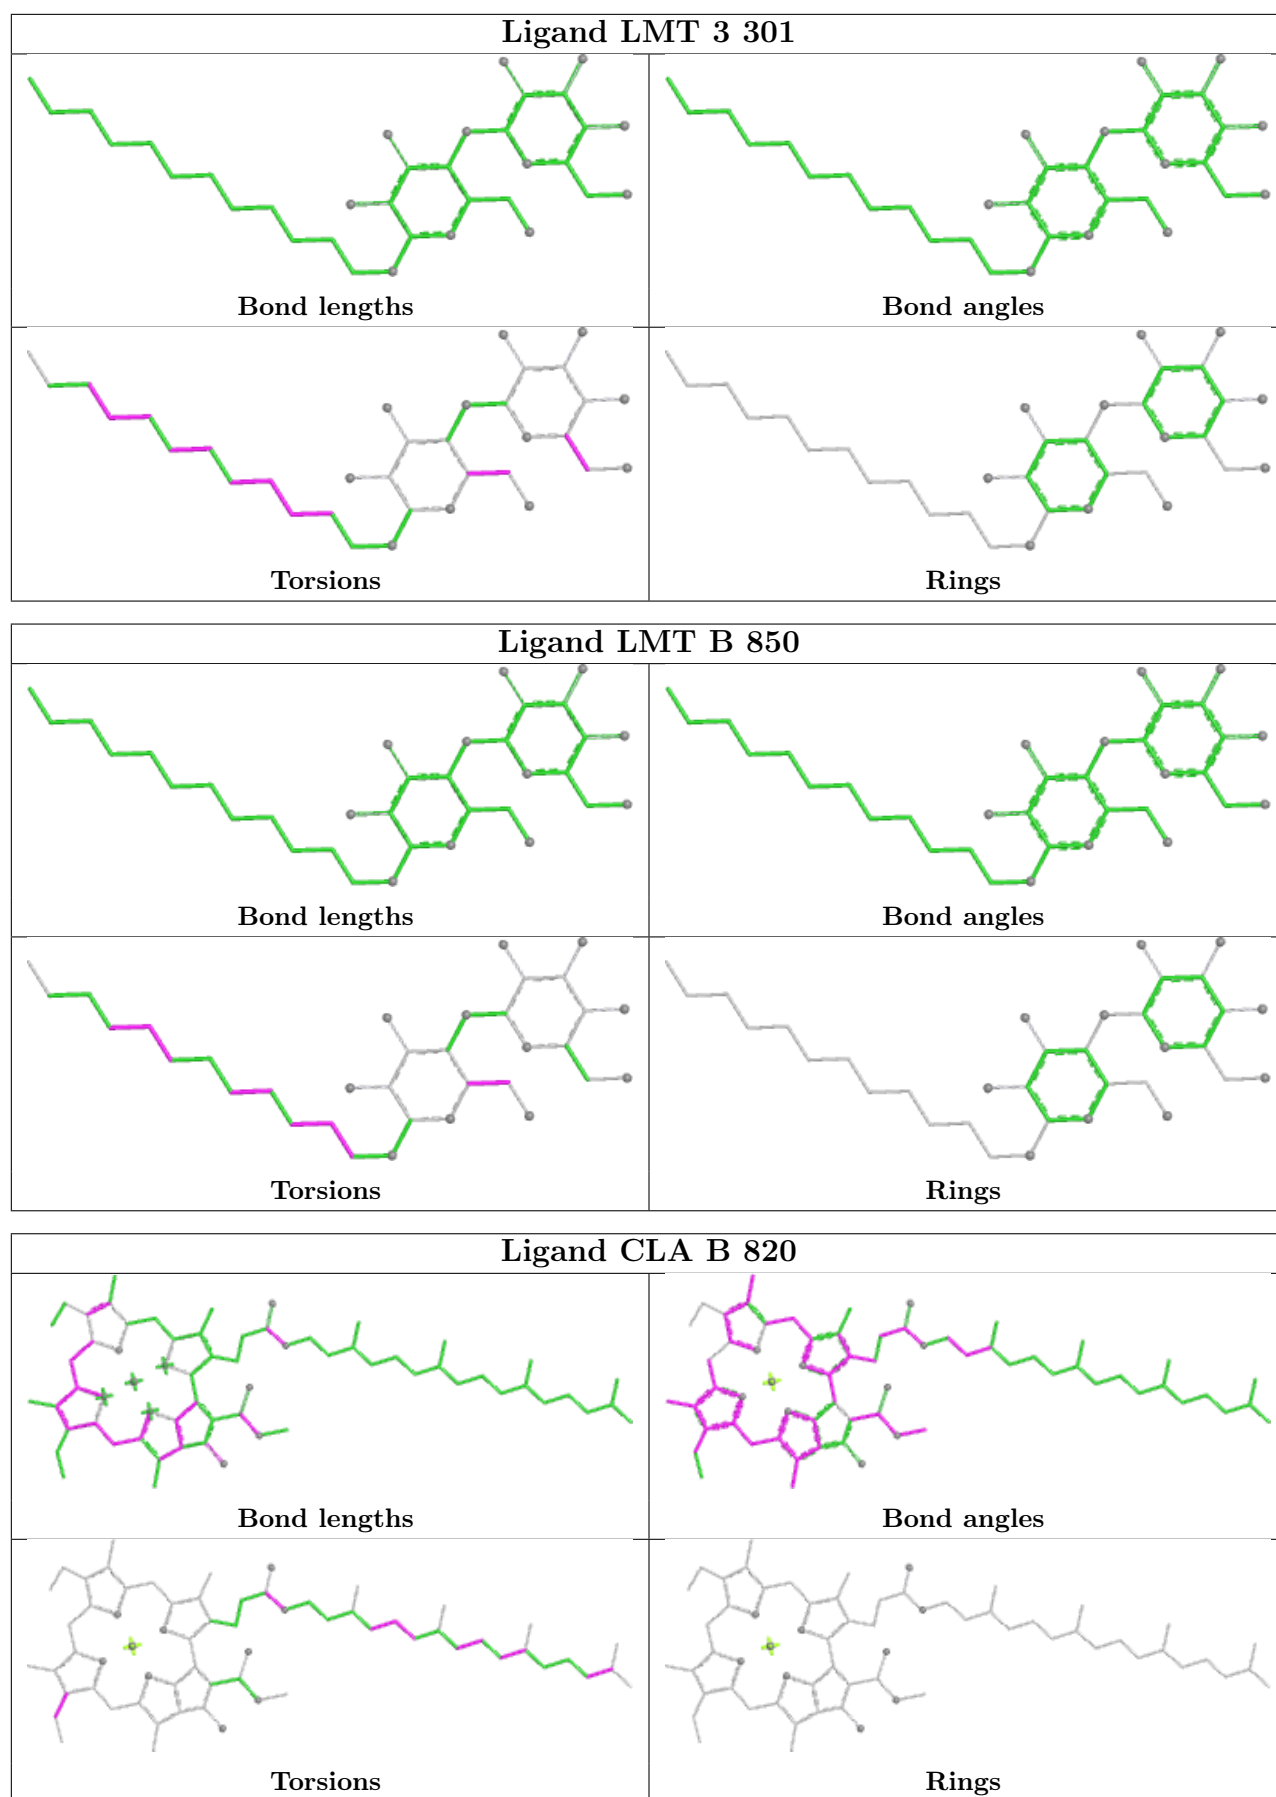 Ligand LMT 3 301
Bond lengths
Bond angles
Torsions
Rings
Ligand LMT B 850
Bond lengths
Bond angles
Torsions
Rings
Ligand CLA B 820
Bond lengths
Bond angles
Torsions
Rings